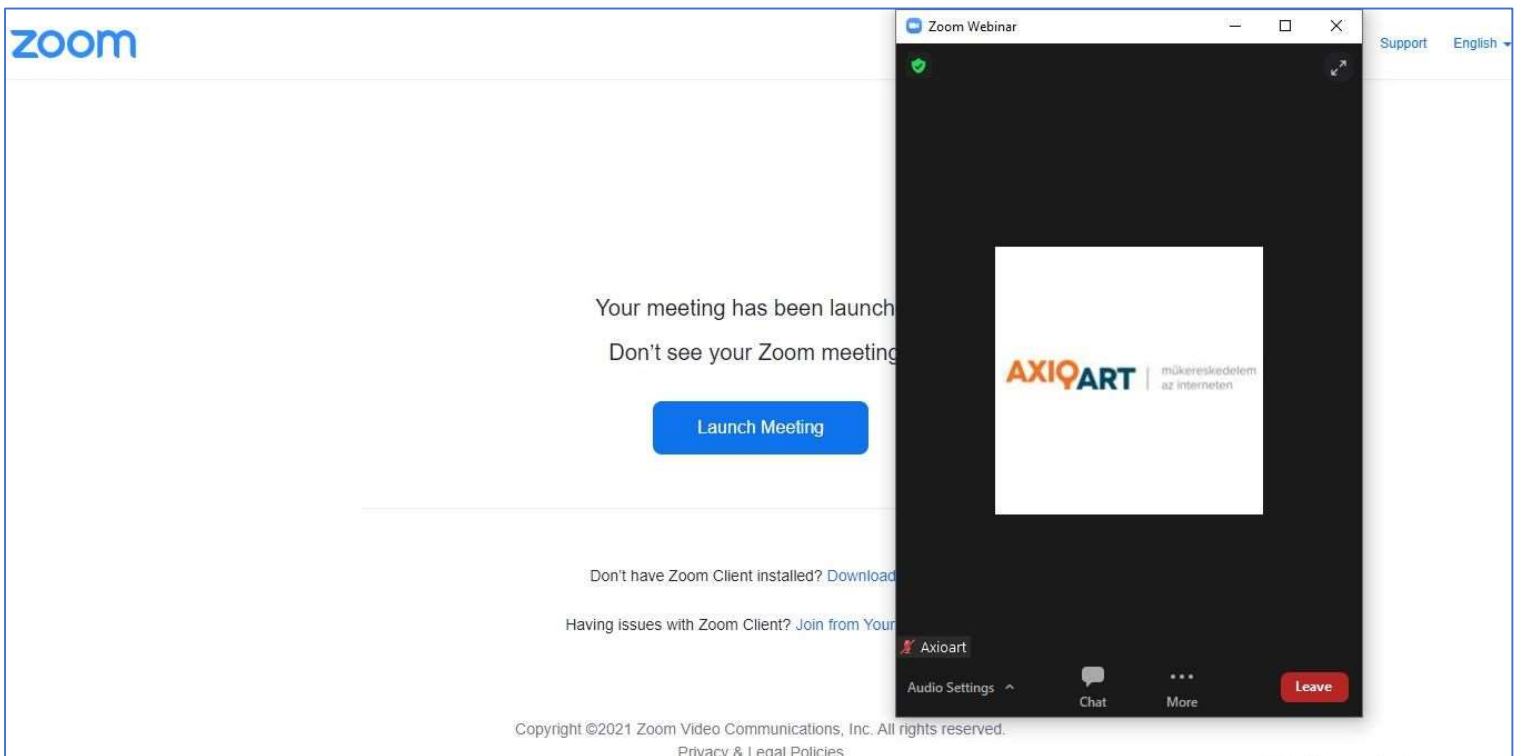 zoom
Support English
Your meeting has been launch
Don't see your Zoom meeting
Launch Meeting
Don't have Zoom Client installed? Download
Having issues with Zoom Client? Join from Your
Copyright ©2021 Zoom Video Communications, Inc. All rights reserved.
Privacy & Legal Policies
Zoom Webinar
AXIOART
műkereskedelem
az interneten
Axioart
Audio Settings
Chat
More
Leave